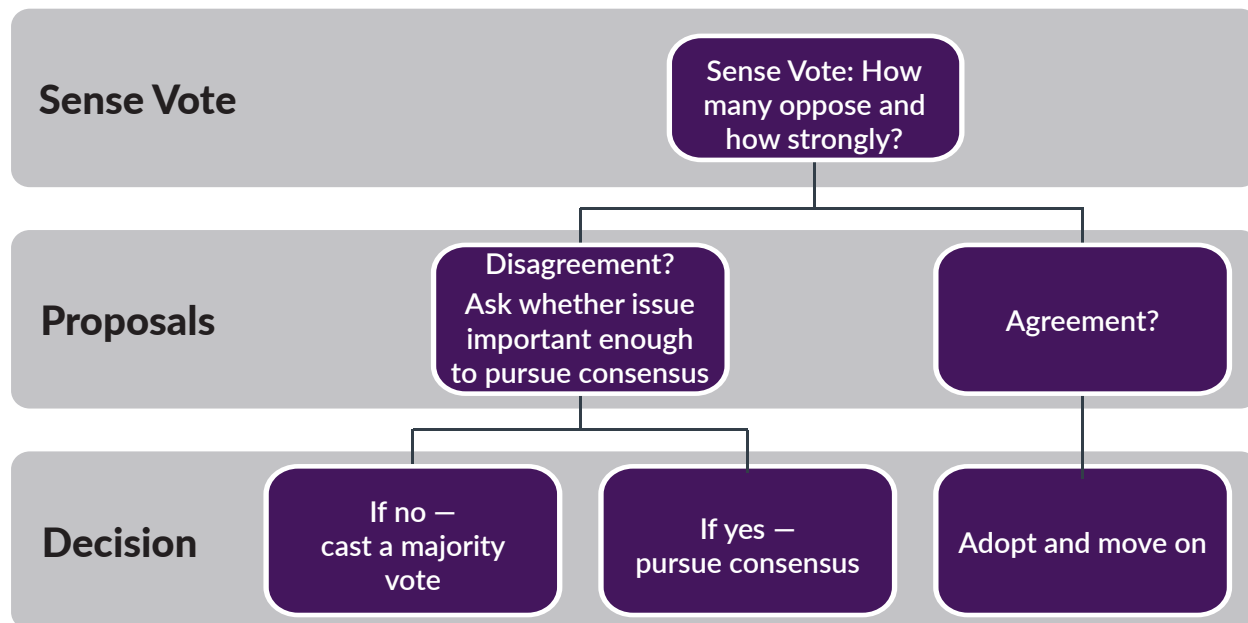 Sense Vote
Sense Vote: How
many oppose and
how strongly?
Proposals
Disagreement?
Ask whether issue
important enough
to pursue consensus
Agreement?
Decision
If no —
cast a majority
vote
If yes —
pursue consensus
Adopt and move on